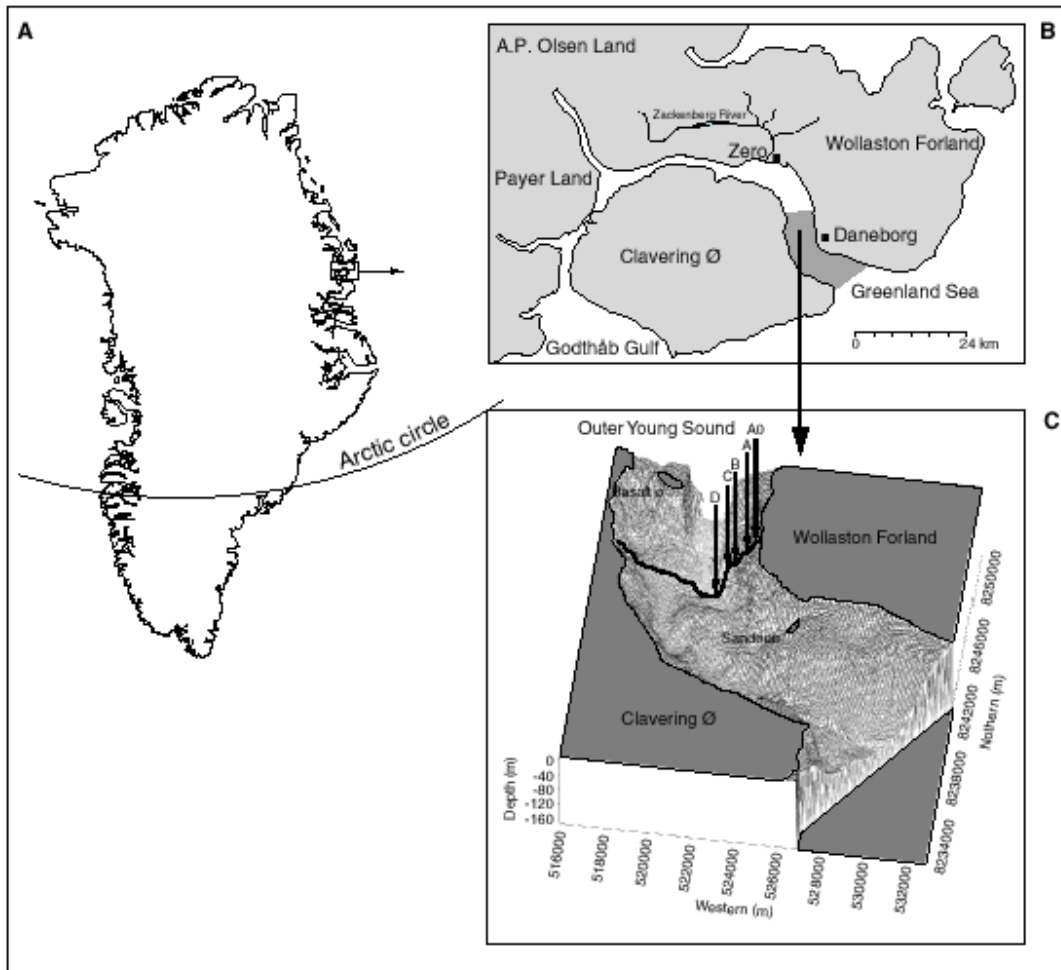 A
Arctic circle
B
A.P. Olsen Land
Zackenberg River
Zero
Wollaston Forland
Payer Land
Daneborg
Clavering Ø
Greenland Sea
Godthåb Gulf
0 24 km
C
Outer Young Sound
A0
A
B
C
D
Basalt ø
Wollaston Forland
Clavering Ø
Depth (m)
0
-40
-80
-120
-160
516000
518000
520000
522000
524000
526000
528000
530000
532000
Western (m)
8234000
8238000
8242000
8246000
8250000
Nothern (m)